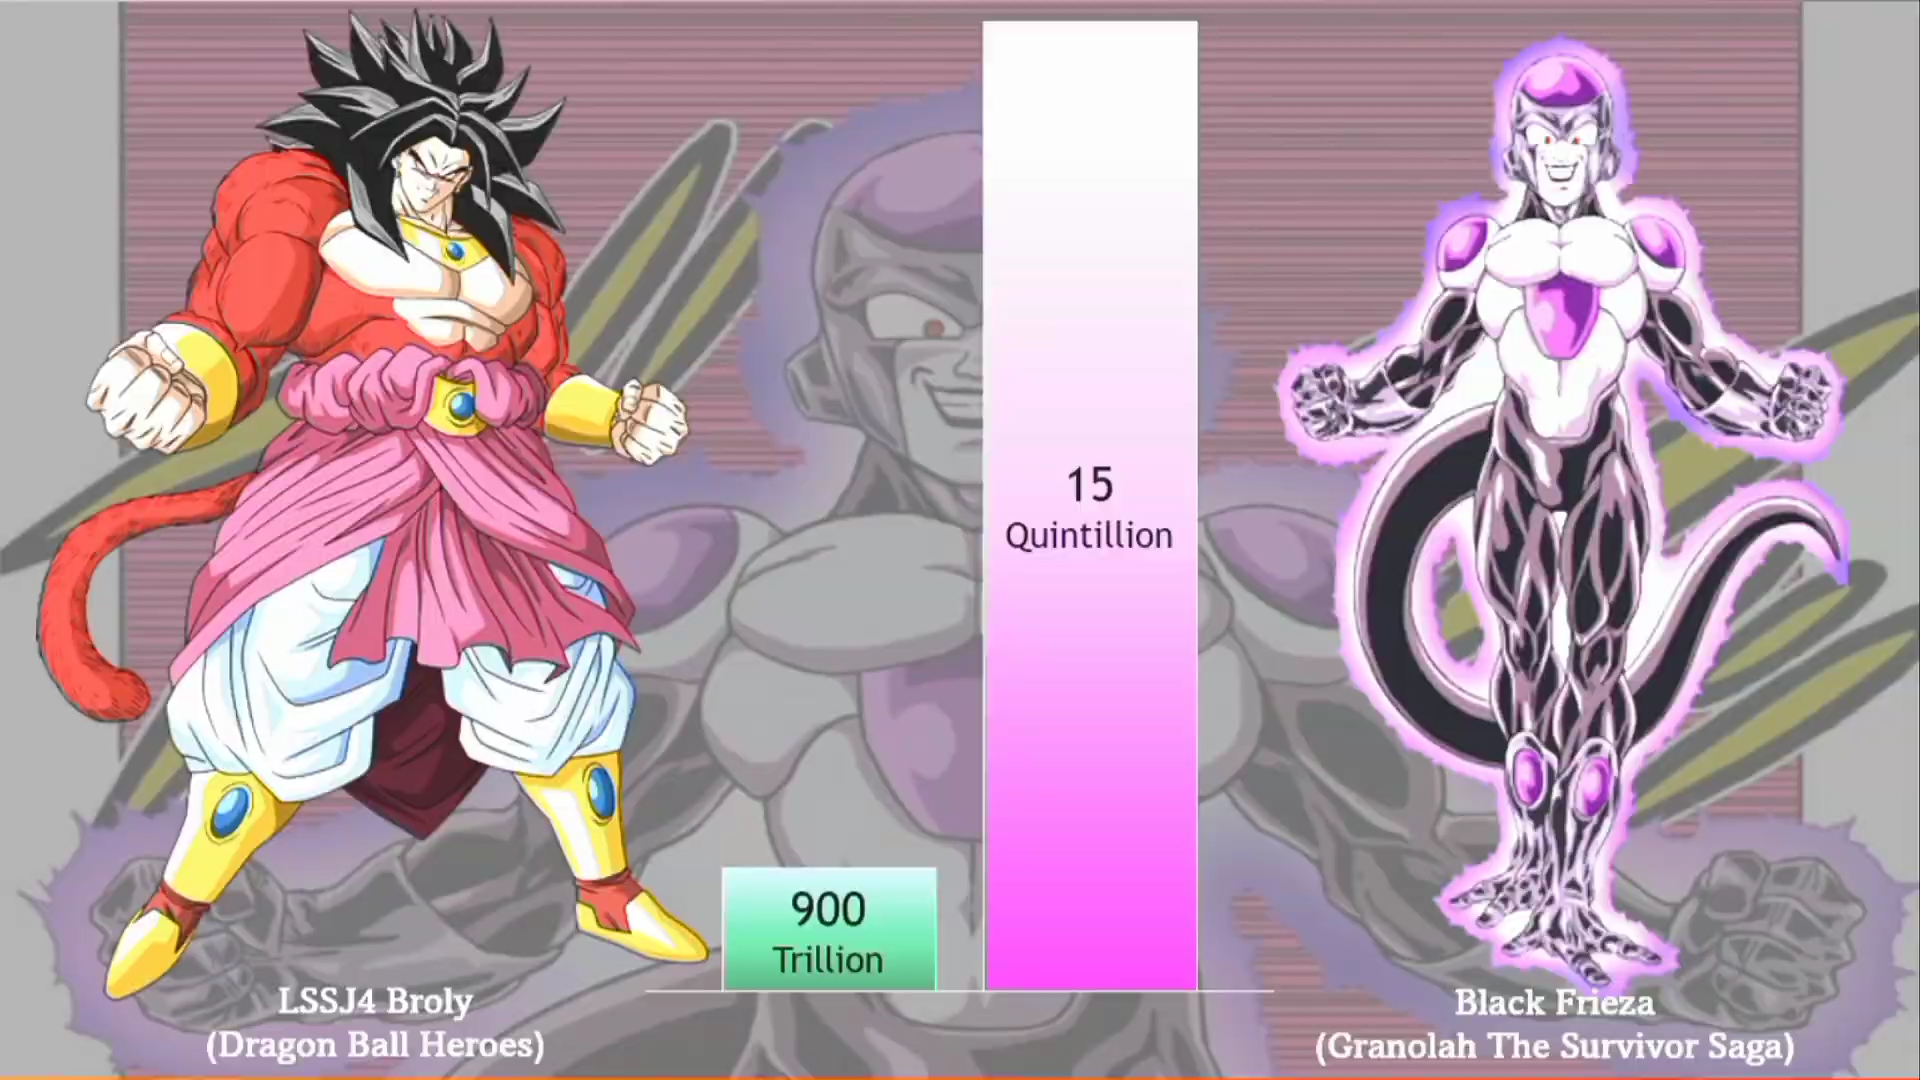 15
Quintillion
900
Trillion
LSSJ4 Broly
(Dragon Ball Heroes)
Black Frieza
(Granolah The Survivor Saga)